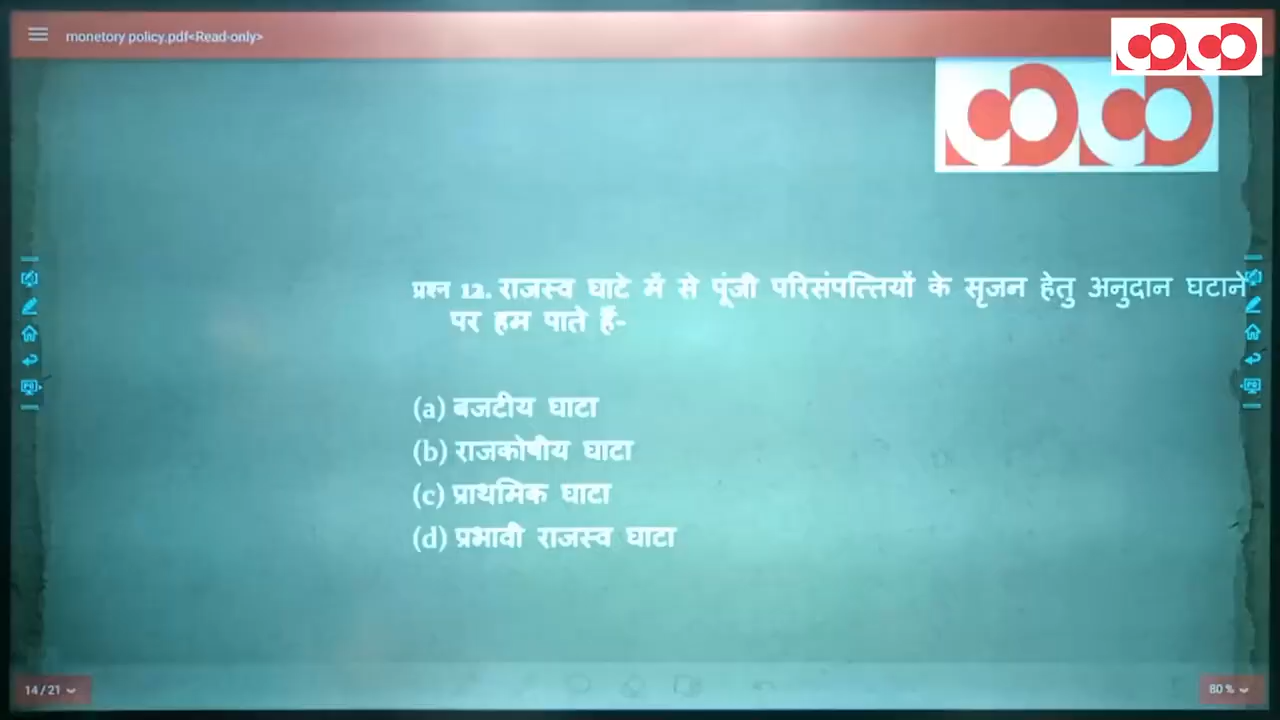 monetory policy.pdf<Read-only>
प्रश्न 12. राजस्व घाटे में से पूंजी परिसंपत्तियों के सृजन हेतु अनुदान घटाने
पर हम पाते हैं-
(a) बजटीय घाटा
(b) राजकोषीय घाटा
(c) प्राथमिक घाटा
(d) प्रभावी राजस्व घाटा
14/21
80 %